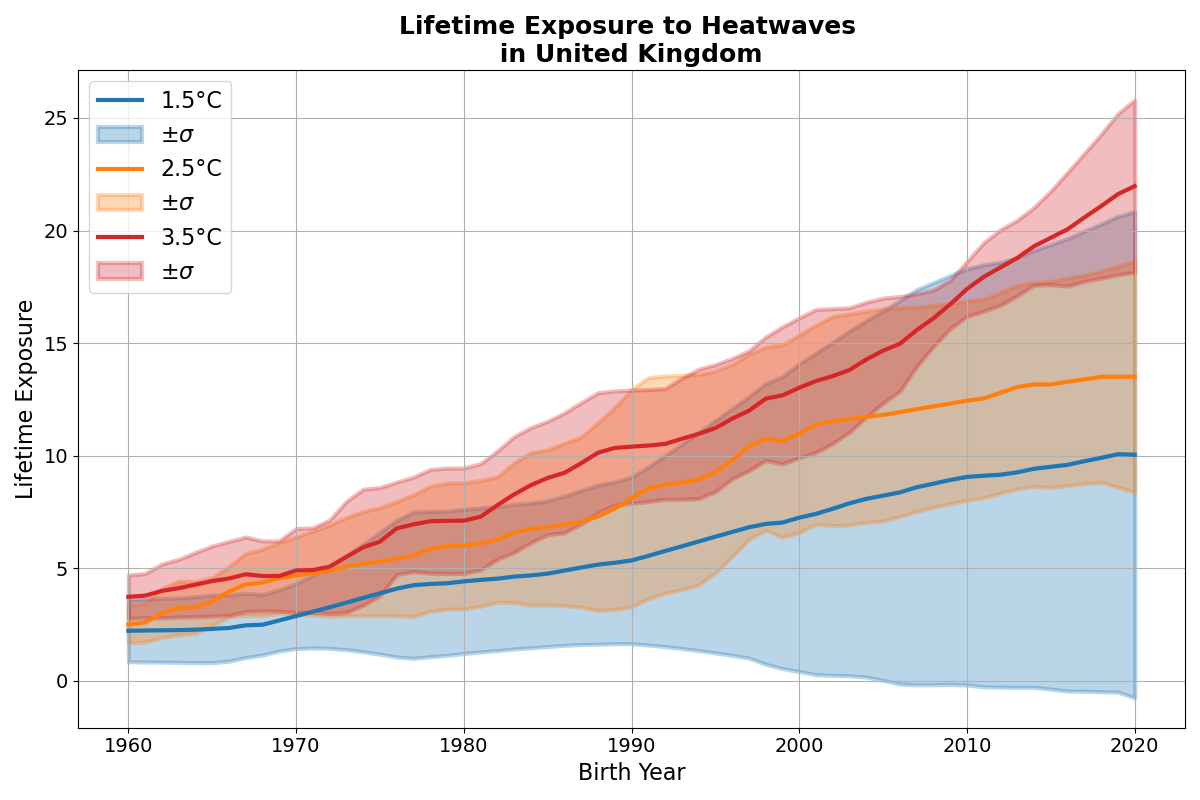 Lifetime Exposure to Heatwaves
in United Kingdom
1.5°C
±σ
2.5°C
±σ
3.5°C
±σ
Lifetime Exposure
25
20
15
10
5
0
1960 1970 1980 1990 2000 2010 2020
Birth Year